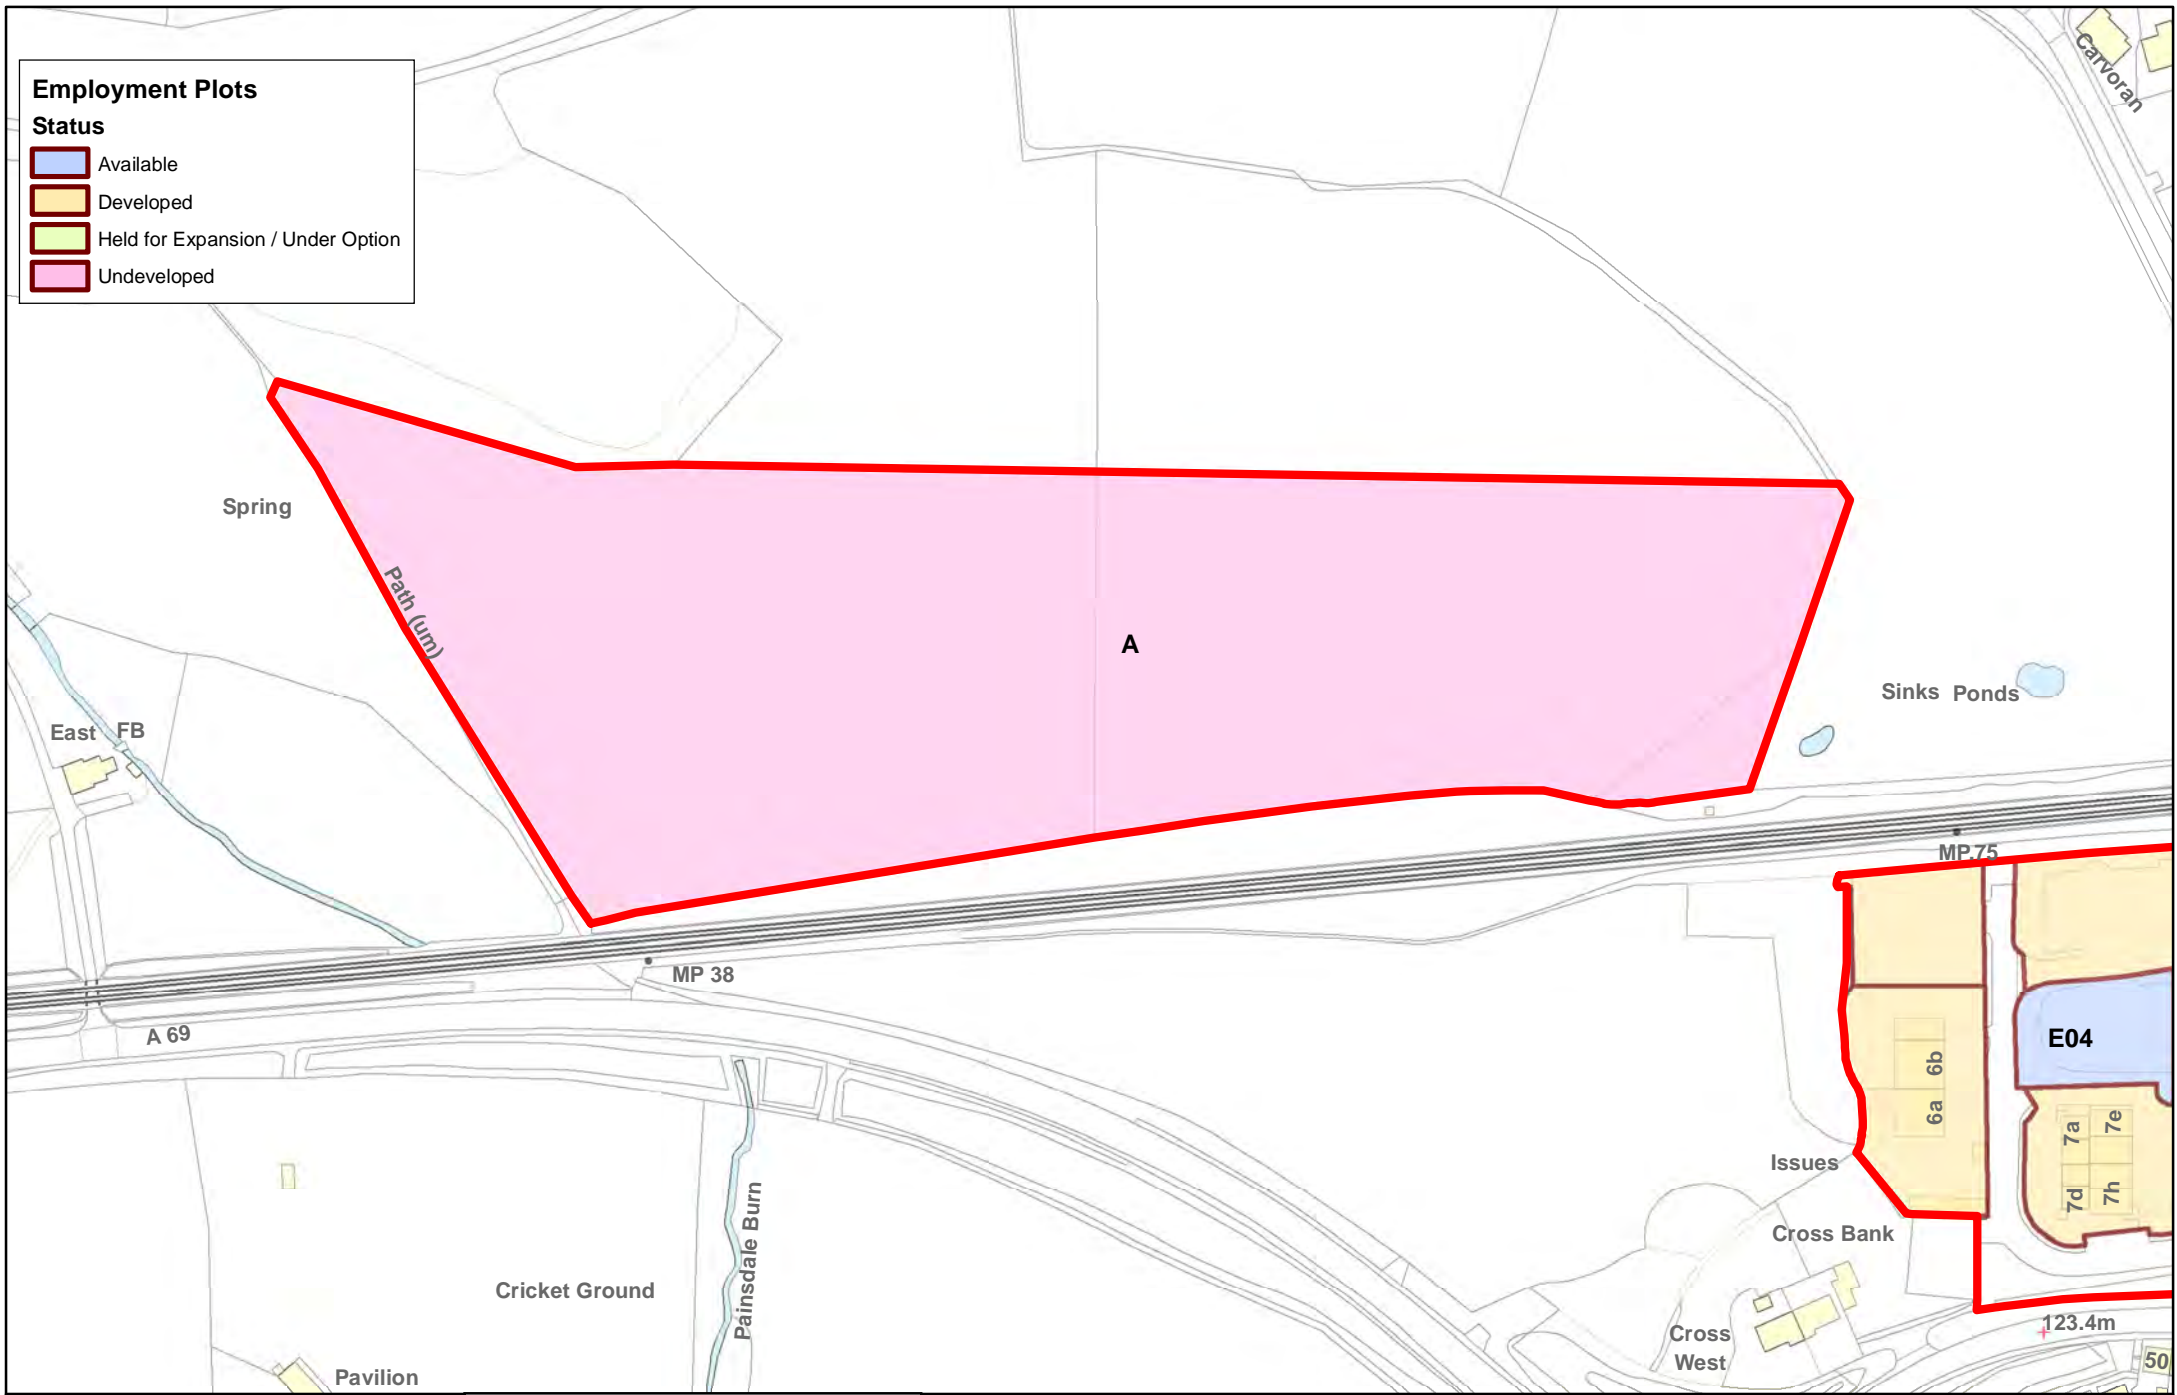 Employment Plots
Status
Available
Developed
Held for Expansion / Under Option
Undeveloped
Carvoran
Spring
Path (um)
A
Sinks
Ponds
East
FB
MP.75
MP 38
A 69
E04
6b
6a
7a
7e
7d
7h
Issues
Cross Bank
Painsdale Burn
Cricket Ground
Cross
West
123.4m
50
Pavilion